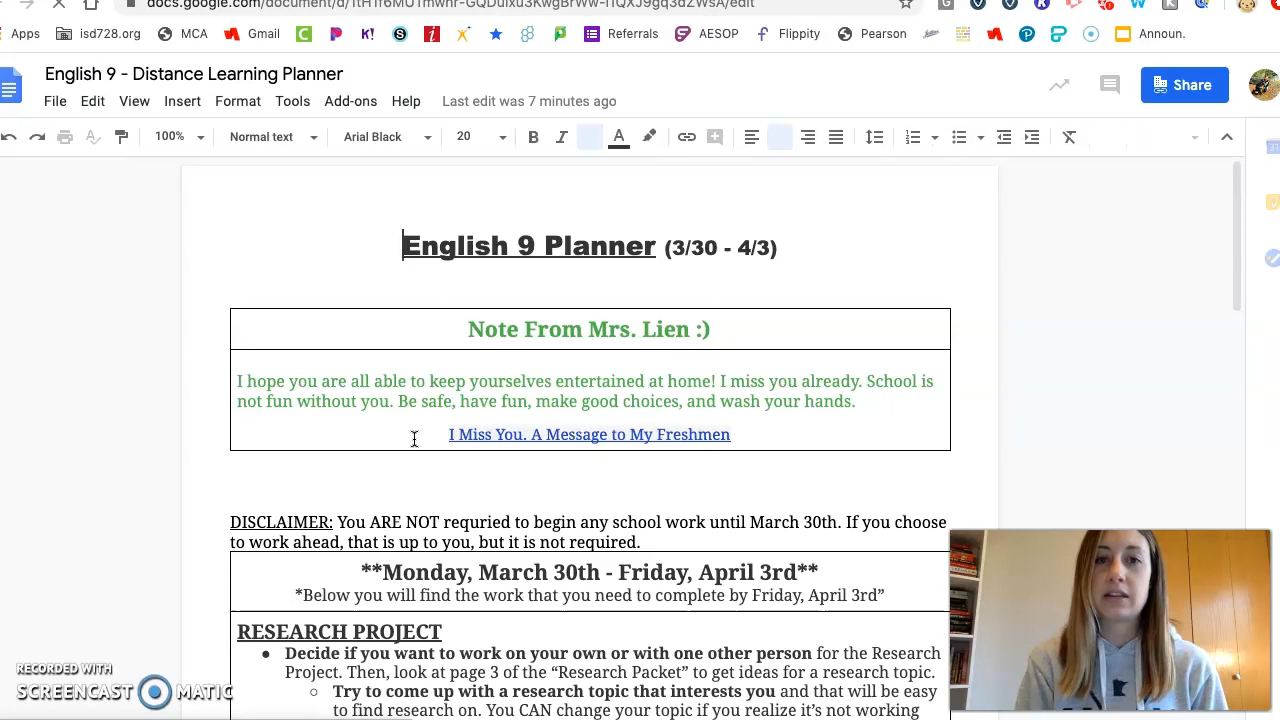 docs.google.com/document/d/
Apps isd728.org MCA Gmail Referrals AESOP Flippity Pearson Announ.
English 9 - Distance Learning Planner
File Edit View Insert Format Tools Add-ons Help Last edit was 7 minutes ago
Share
100% Normal text Arial Black 20
English 9 Planner (3/30 - 4/3)
Note From Mrs. Lien :)
I hope you are all able to keep yourselves entertained at home! I miss you already. School is
not fun without you. Be safe, have fun, make good choices, and wash your hands.
I Miss You. A Message to My Freshmen
DISCLAIMER: You ARE NOT requried to begin any school work until March 30th. If you choose
to work ahead, that is up to you, but it is not required.
**Monday, March 30th - Friday, April 3rd**
*Below you will find the work that you need to complete by Friday, April 3rd”
RESEARCH PROJECT
● Decide if you want to work on your own or with one other person for the Research
Project. Then, look at page 3 of the “Research Packet” to get ideas for a research topic.
○ Try to come up with a research topic that interests you and that will be easy
to find research on. You CAN change your topic if you realize it’s not working
RECORDED WITH
SCREENCAST MATIC